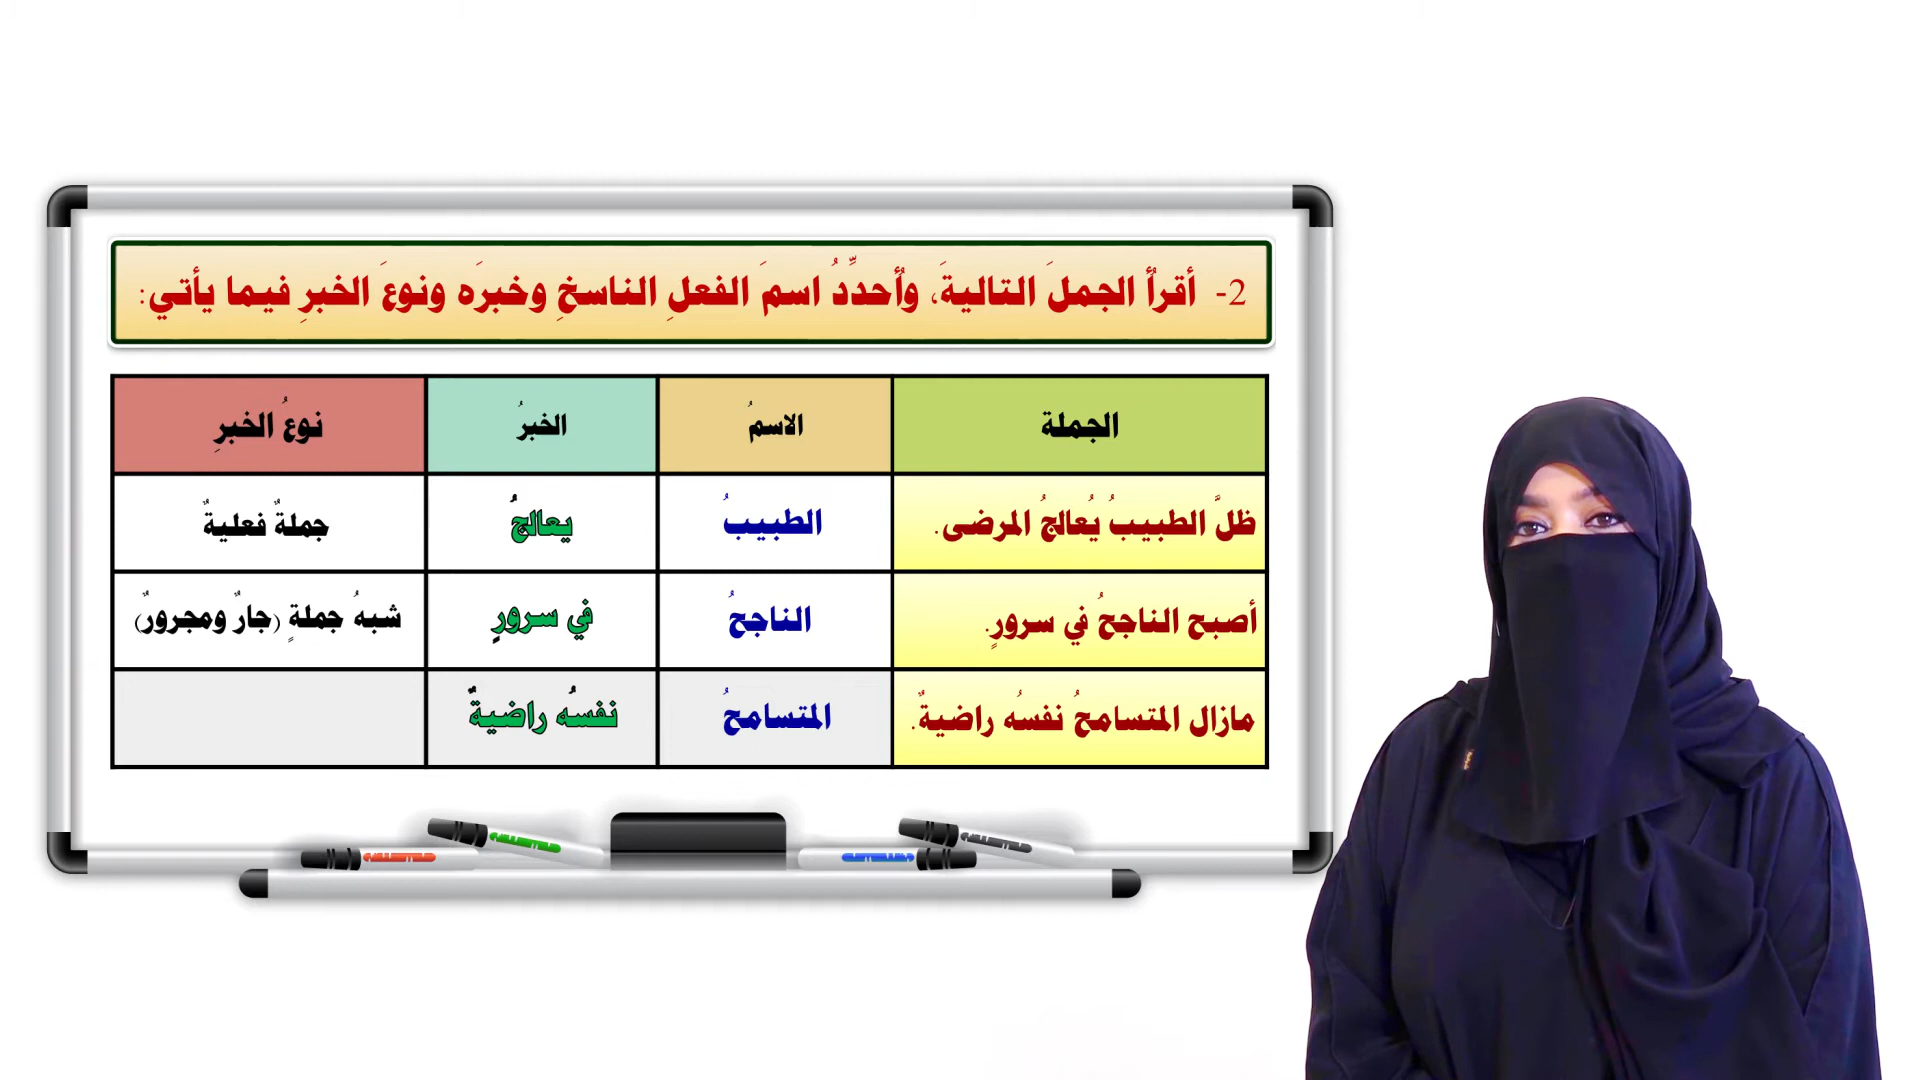 2- أقرأُ الجملَ التاليةَ، وأُحدِّدُ اسمَ الفعلِ الناسخِ وخبرَه ونوعَ الخبرِ فيما يأتي:
الجملة الاسمُ الخبرُ نوعُ الخبرِ
ظلَّ الطبيبُ يُعالجُ المرضى. الطبيبُ يعالجُ جملةٌ فعليةٌ
أصبح الناجحُ في سرورٍ. الناجحُ في سرورٍ شبهُ جملةٍ (جارٌ ومجرورٌ)
مازال المتسامحُ نفسُه راضيةٌ. المتسامحُ نفسُه راضيةٌ